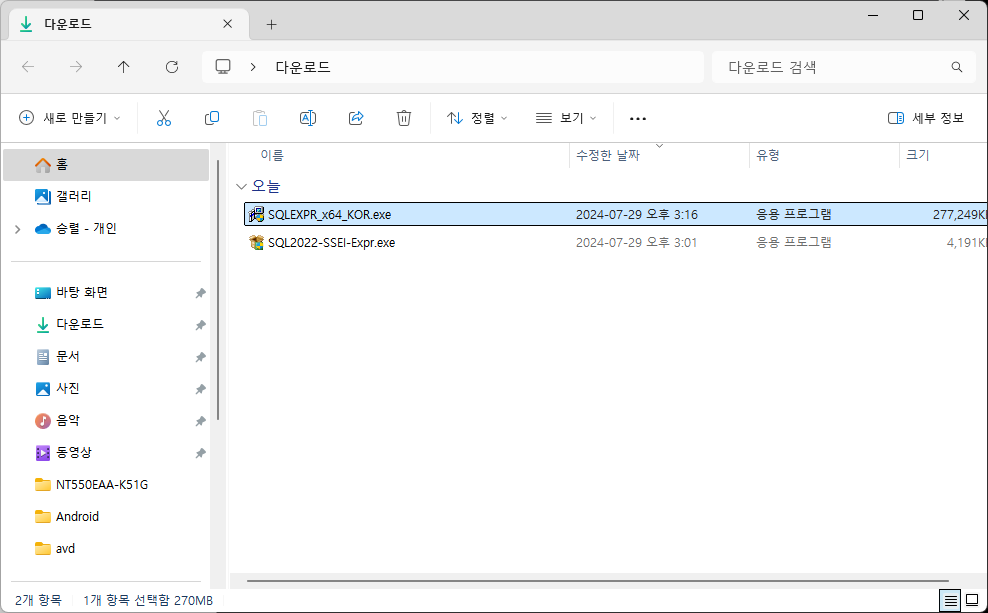 다운로드
다운로드
다운로드 검색
새로 만들기
정렬
보기
세부 정보
홈
갤러리
승렬 - 개인
바탕 화면
다운로드
문서
사진
음악
동영상
NT550EAA-K51G
Android
avd
이름 수정한 날짜 유형 크기
오늘
SQLEXPR_x64_KOR.exe 2024-07-29 오후 3:16 응용 프로그램 277,249K
SQL2022-SSEI-Expr.exe 2024-07-29 오후 3:01 응용 프로그램 4,191K
2개 항목 1개 항목 선택함 270MB